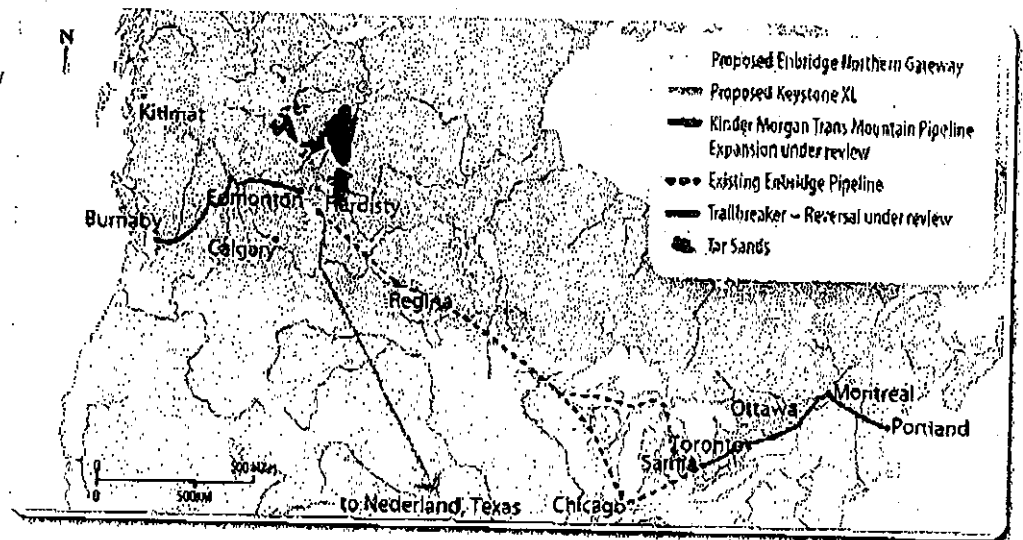 N
Proposed Enbridge Northern Gateway
Proposed Keystone XL
Kinder Morgan Trans Mountain Pipeline
Expansion under review
Existing Enbridge Pipeline
Trailbreaker - Reversal under review
Tar Sands
Kitimat
Edmonton
Hardisty
Burnaby
Calgary
Regina
Montreal
Ottawa
Portland
Toronto
Sarnia
0
0
to Nederland, Texas
Chicago